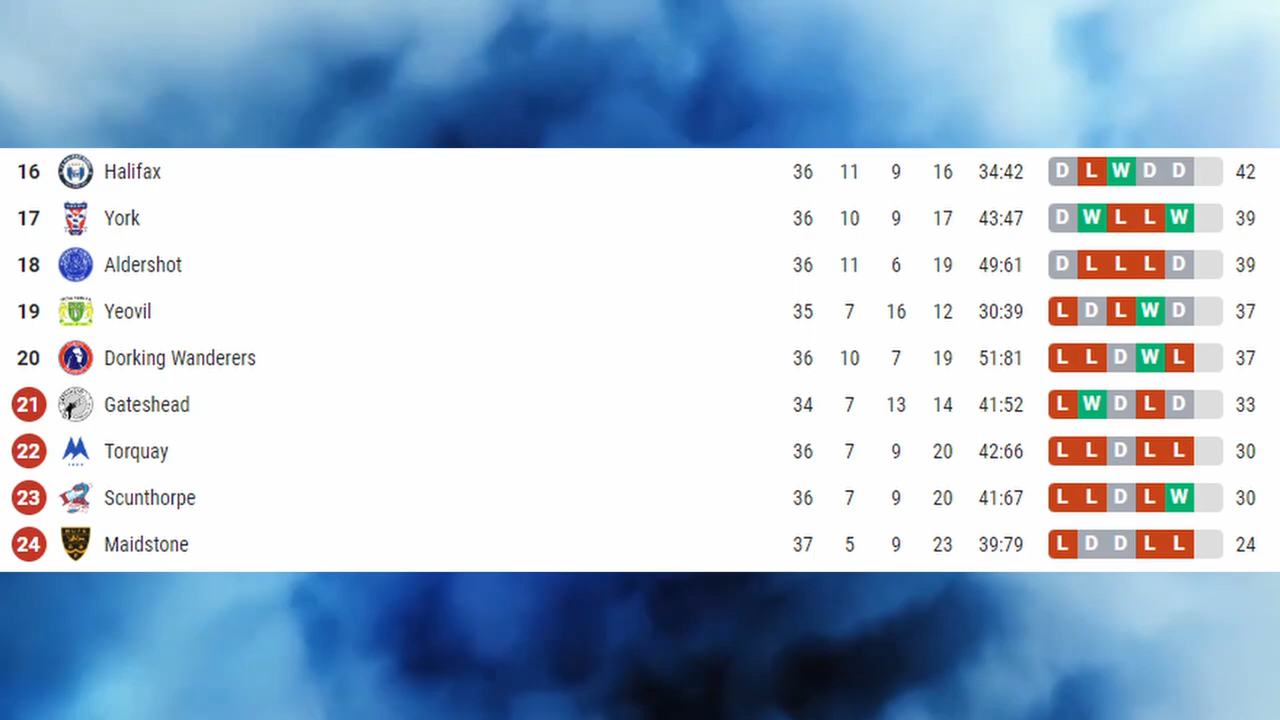 16 Halifax 36 11 9 16 34:42 D L W D D 42
17 York 36 10 9 17 43:47 D W L L W 39
18 Aldershot 36 11 6 19 49:61 D L L L D 39
19 Yeovil 35 7 16 12 30:39 L D L W D 37
20 Dorking Wanderers 36 10 7 19 51:81 L L D W L 37
21 Gateshead 34 7 13 14 41:52 L W D L D 33
22 Torquay 36 7 9 20 42:66 L L D L L 30
23 Scunthorpe 36 7 9 20 41:67 L L D L W 30
24 Maidstone 37 5 9 23 39:79 L D D L L 24